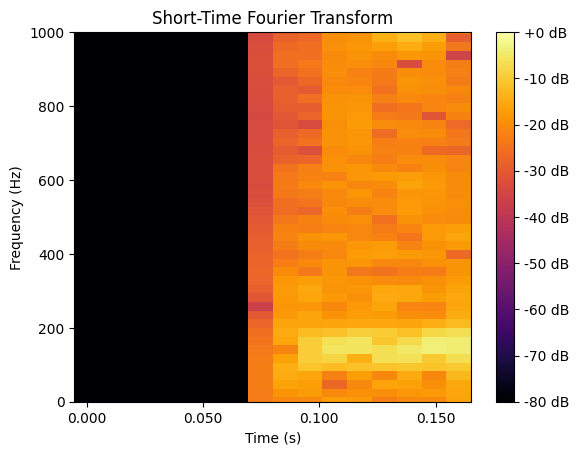 Short-Time Fourier Transform
1000
800
600
400
200
0
Frequency (Hz)
0.000
0.050
0.100
0.150
Time (s)
+0 dB
-10 dB
-20 dB
-30 dB
-40 dB
-50 dB
-60 dB
-70 dB
-80 dB